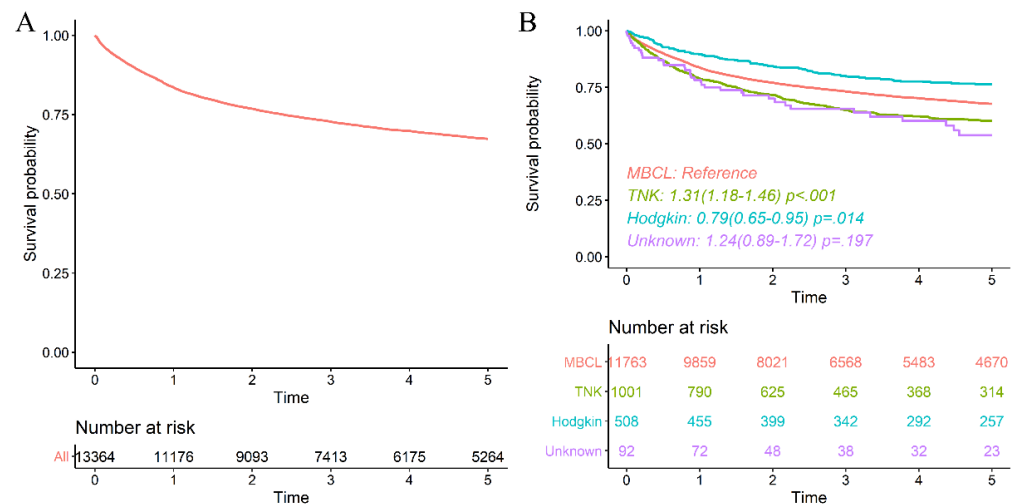 A
Survival probability
1.00
0.75
0.50
0.25
0.00
0 1 2 3 4 5
Time
Number at risk
All 13364 11176 9093 7413 6175 5264
0 1 2 3 4 5
Time
B
Survival probability
1.00
0.75
0.50
0.25
0.00
MBCL: Reference
TNK: 1.31(1.18-1.46) p<.001
Hodgkin: 0.79(0.65-0.95) p=.014
Unknown: 1.24(0.89-1.72) p=.197
0 1 2 3 4 5
Time
Number at risk
MBCL 11763 9859 8021 6568 5483 4670
TNK 1001 790 625 465 368 314
Hodgkin 508 455 399 342 292 257
Unknown 92 72 48 38 32 23
0 1 2 3 4 5
Time